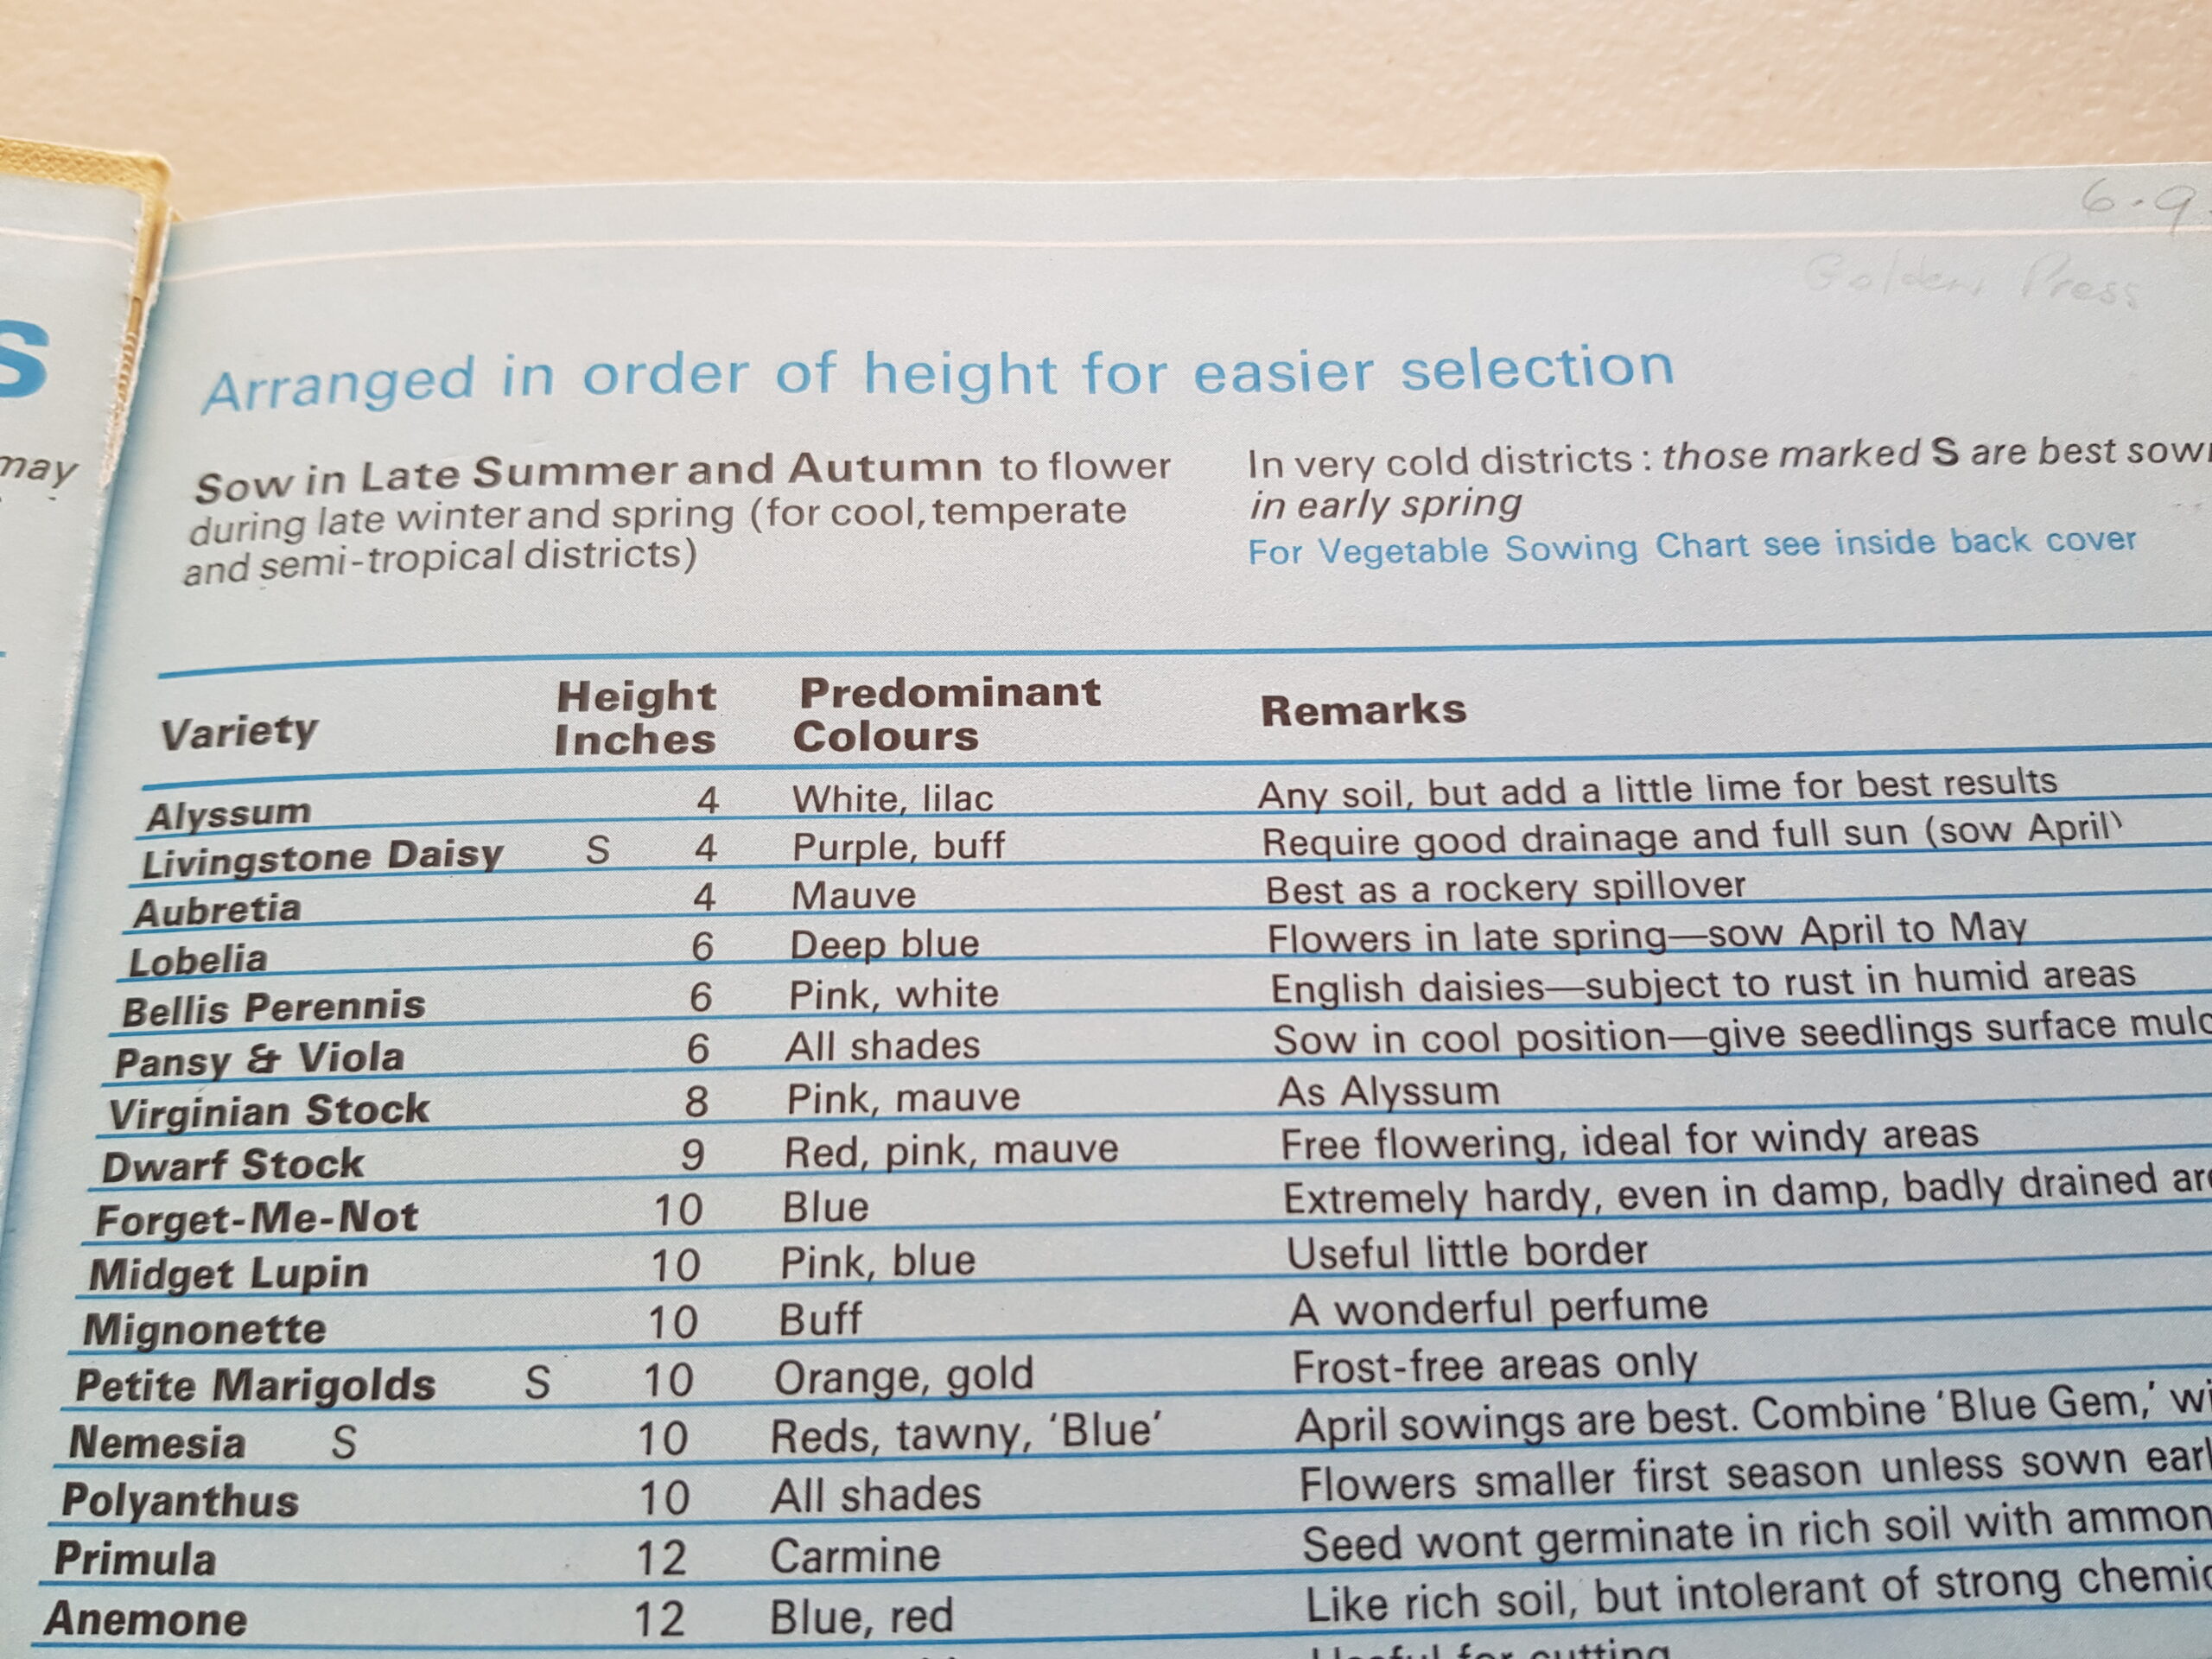 s
may
6.9
Golden Press
Arranged in order of height for easier selection
Sow in Late Summer and Autumn to flower
during late winter and spring (for cool, temperate
and semi-tropical districts)
In very cold districts : those marked S are best sown
in early spring
For Vegetable Sowing Chart see inside back cover
Variety Height Inches Predominant Colours Remarks
Alyssum 4 White, lilac Any soil, but add a little lime for best results
Livingstone Daisy S 4 Purple, buff Require good drainage and full sun (sow April)
Aubretia 4 Mauve Best as a rockery spillover
Lobelia 6 Deep blue Flowers in late spring—sow April to May
Bellis Perennis 6 Pink, white English daisies—subject to rust in humid areas
Pansy & Viola 6 All shades Sow in cool position—give seedlings surface mulc
Virginian Stock 8 Pink, mauve As Alyssum
Dwarf Stock 9 Red, pink, mauve Free flowering, ideal for windy areas
Forget-Me-Not 10 Blue Extremely hardy, even in damp, badly drained are
Midget Lupin 10 Pink, blue Useful little border
Mignonette 10 Buff A wonderful perfume
Petite Marigolds S 10 Orange, gold Frost-free areas only
Nemesia S 10 Reds, tawny, ‘Blue’ April sowings are best. Combine ‘Blue Gem,’ wi
Polyanthus 10 All shades Flowers smaller first season unless sown earl
Primula 12 Carmine Seed wont germinate in rich soil with ammon
Anemone 12 Blue, red Like rich soil, but intolerant of strong chemic
Useful for cutting